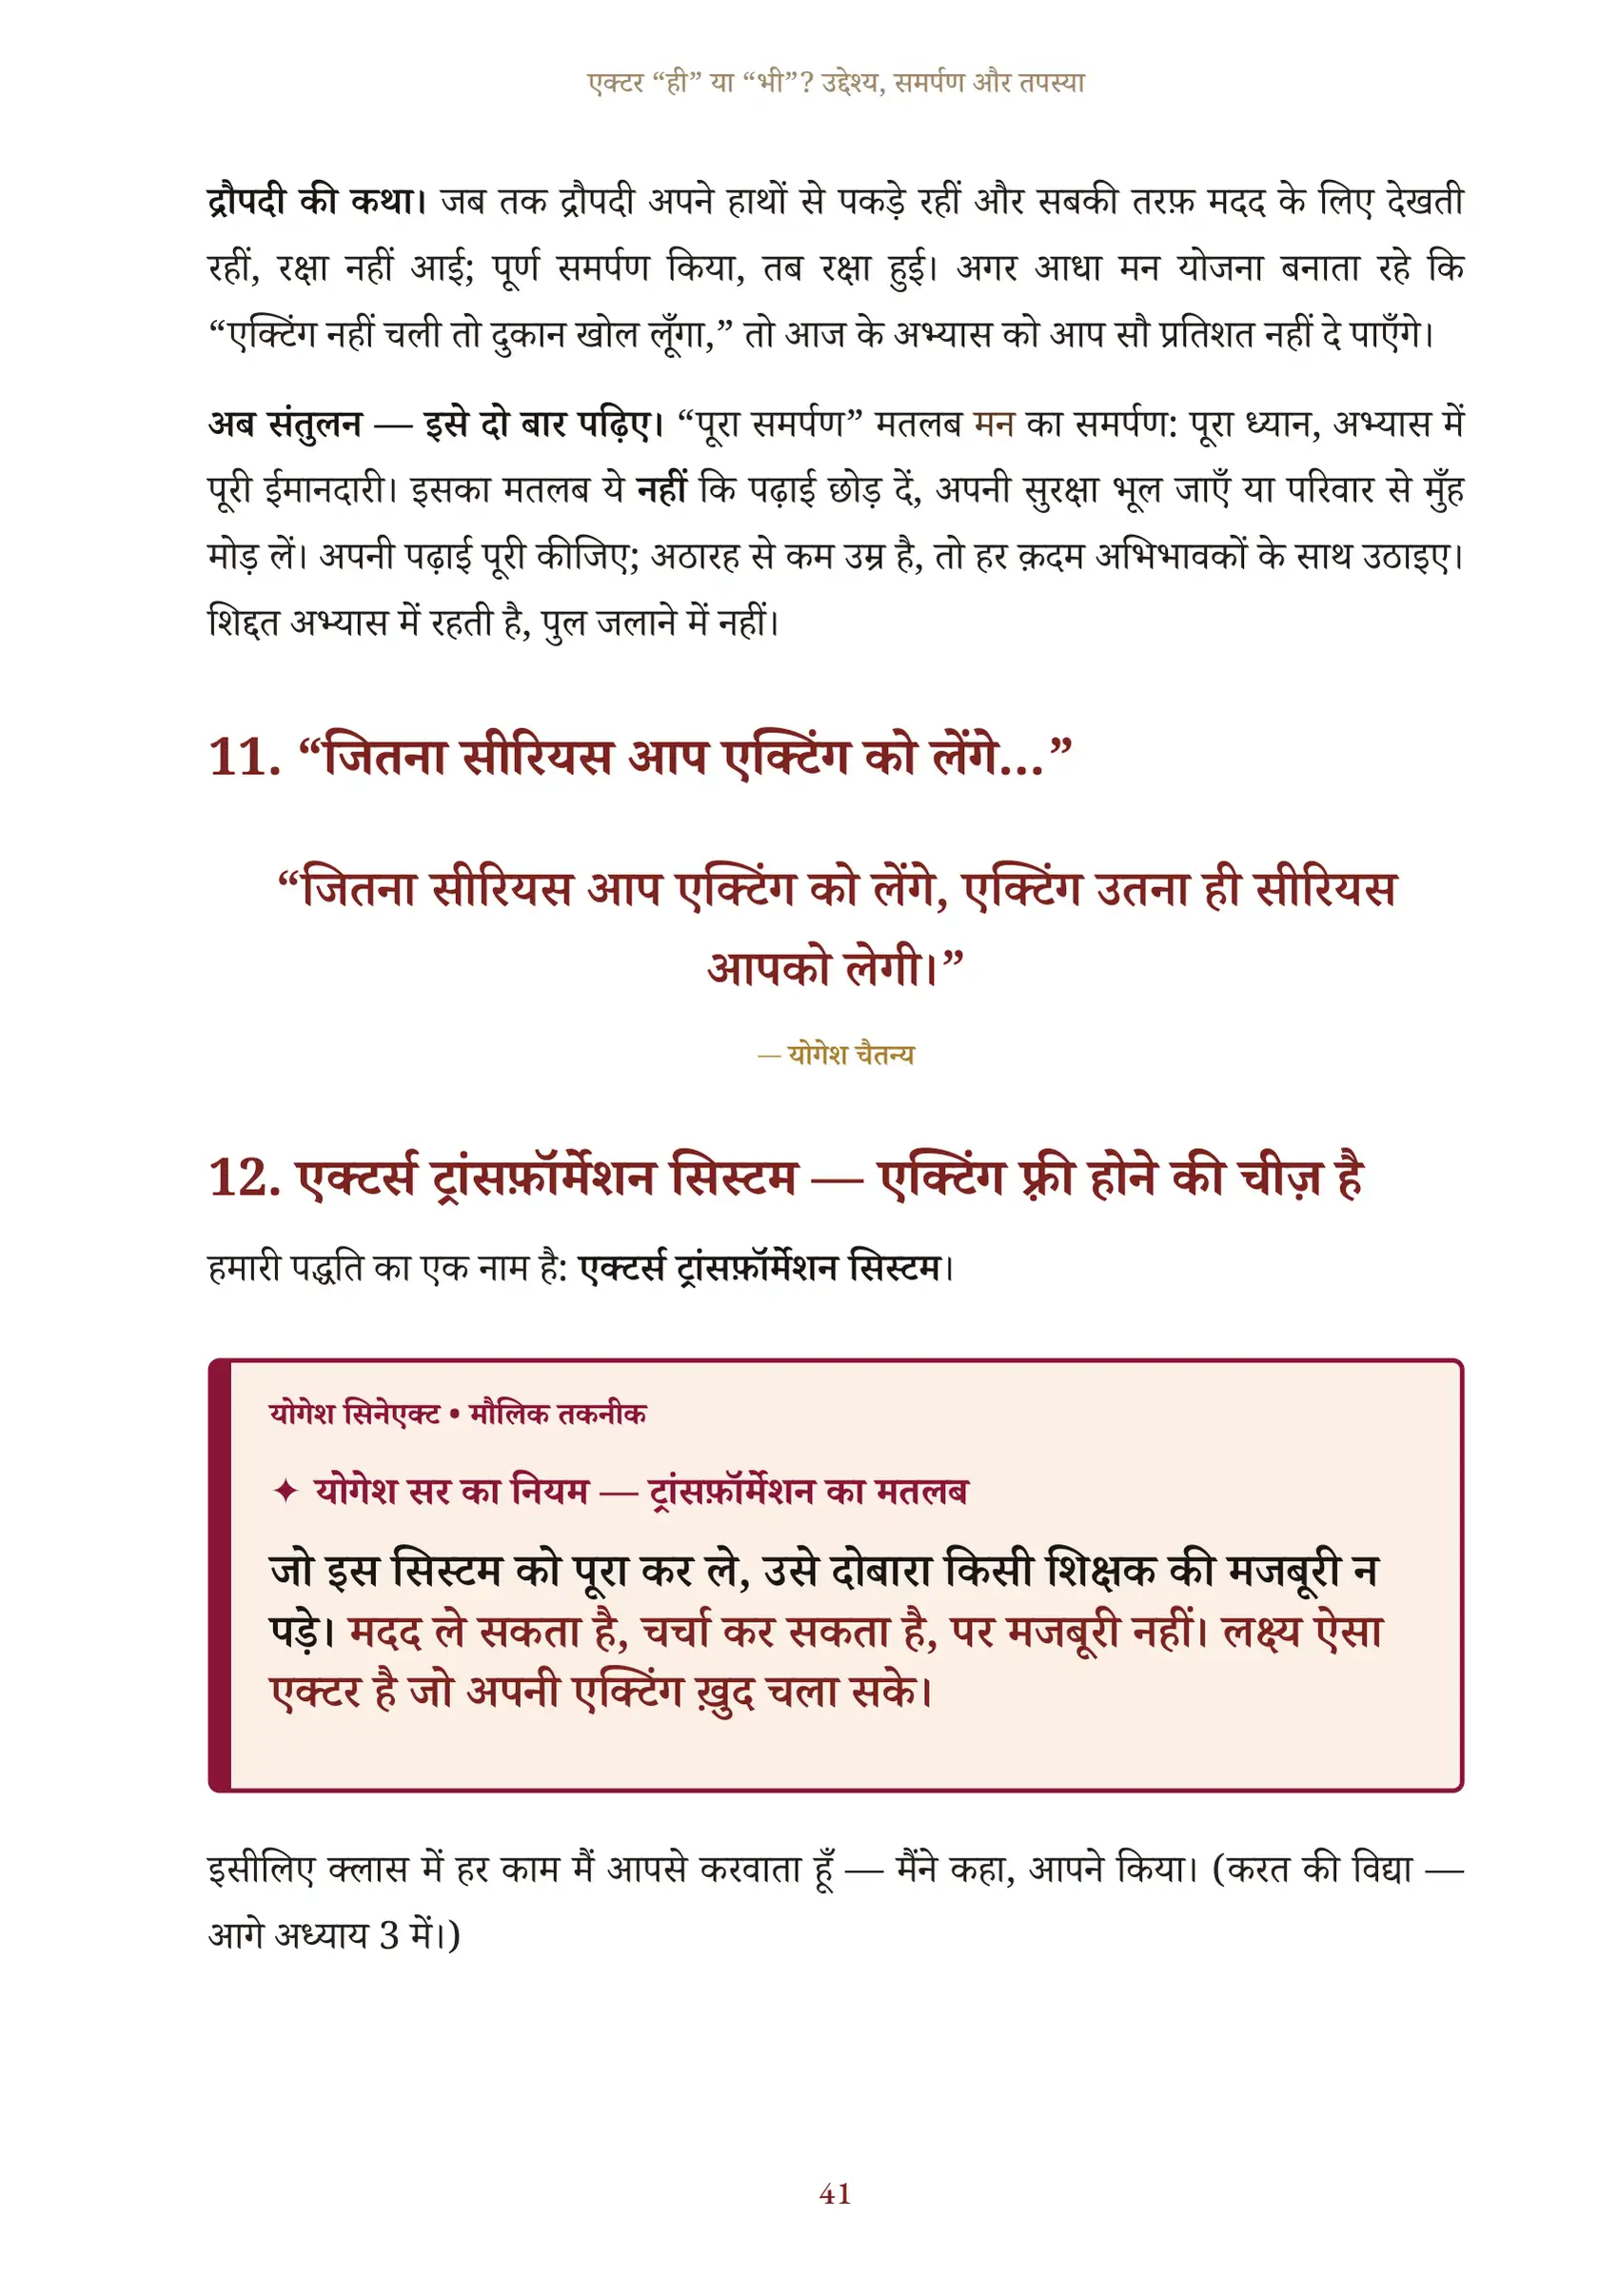 एक्टर “ही” या “भी”? उद्देश्य, समर्पण और तपस्या
द्रौपदी की कथा। जब तक द्रौपदी अपने हाथों से पकड़े रहीं और सबकी तरफ़ मदद के लिए देखती
रहीं, रक्षा नहीं आई; पूर्ण समर्पण किया, तब रक्षा हुई। अगर आधा मन योजना बनाता रहे कि
“एक्टिंग नहीं चली तो दुकान खोल लूँगा,” तो आज के अभ्यास को आप सौ प्रतिशत नहीं दे पाएँगे।
अब संतुलन — इसे दो बार पढ़िए। “पूरा समर्पण” मतलब मन का समर्पण: पूरा ध्यान, अभ्यास में
पूरी ईमानदारी। इसका मतलब ये नहीं कि पढ़ाई छोड़ दें, अपनी सुरक्षा भूल जाएँ या परिवार से मुँह
मोड़ लें। अपनी पढ़ाई पूरी कीजिए; अठारह से कम उम्र है, तो हर क़दम अभिभावकों के साथ उठाइए।
शिद्दत अभ्यास में रहती है, पुल जलाने में नहीं।
11. “जितना सीरियस आप एक्टिंग को लेंगे…”
“जितना सीरियस आप एक्टिंग को लेंगे, एक्टिंग उतना ही सीरियस
आपको लेगी।”
— योगेश चैतन्य
12. एक्टर्स ट्रांसफ़ॉर्मेशन सिस्टम — एक्टिंग फ़्री होने की चीज़ है
हमारी पद्धति का एक नाम है: एक्टर्स ट्रांसफ़ॉर्मेशन सिस्टम।
योगेश सिनेएक्ट • मौलिक तकनीक
✦ योगेश सर का नियम — ट्रांसफ़ॉर्मेशन का मतलब
जो इस सिस्टम को पूरा कर ले, उसे दोबारा किसी शिक्षक की मजबूरी न
पड़े। मदद ले सकता है, चर्चा कर सकता है, पर मजबूरी नहीं। लक्ष्य ऐसा
एक्टर है जो अपनी एक्टिंग ख़ुद चला सके।
इसीलिए क्लास में हर काम मैं आपसे करवाता हूँ — मैंने कहा, आपने किया। (करत की विद्या —
आगे अध्याय 3 में।)
41